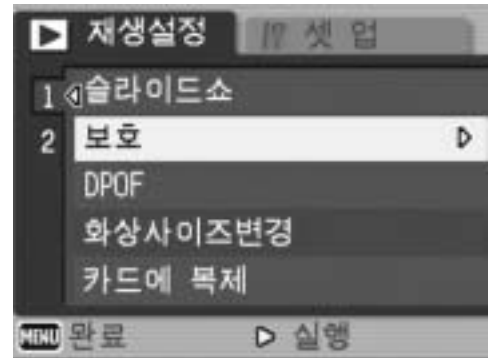 재생설정 셋 업
1 슬라이드쇼
2 보호
DPOF
화상사이즈변경
카드에 복제
MENU 완료 실행